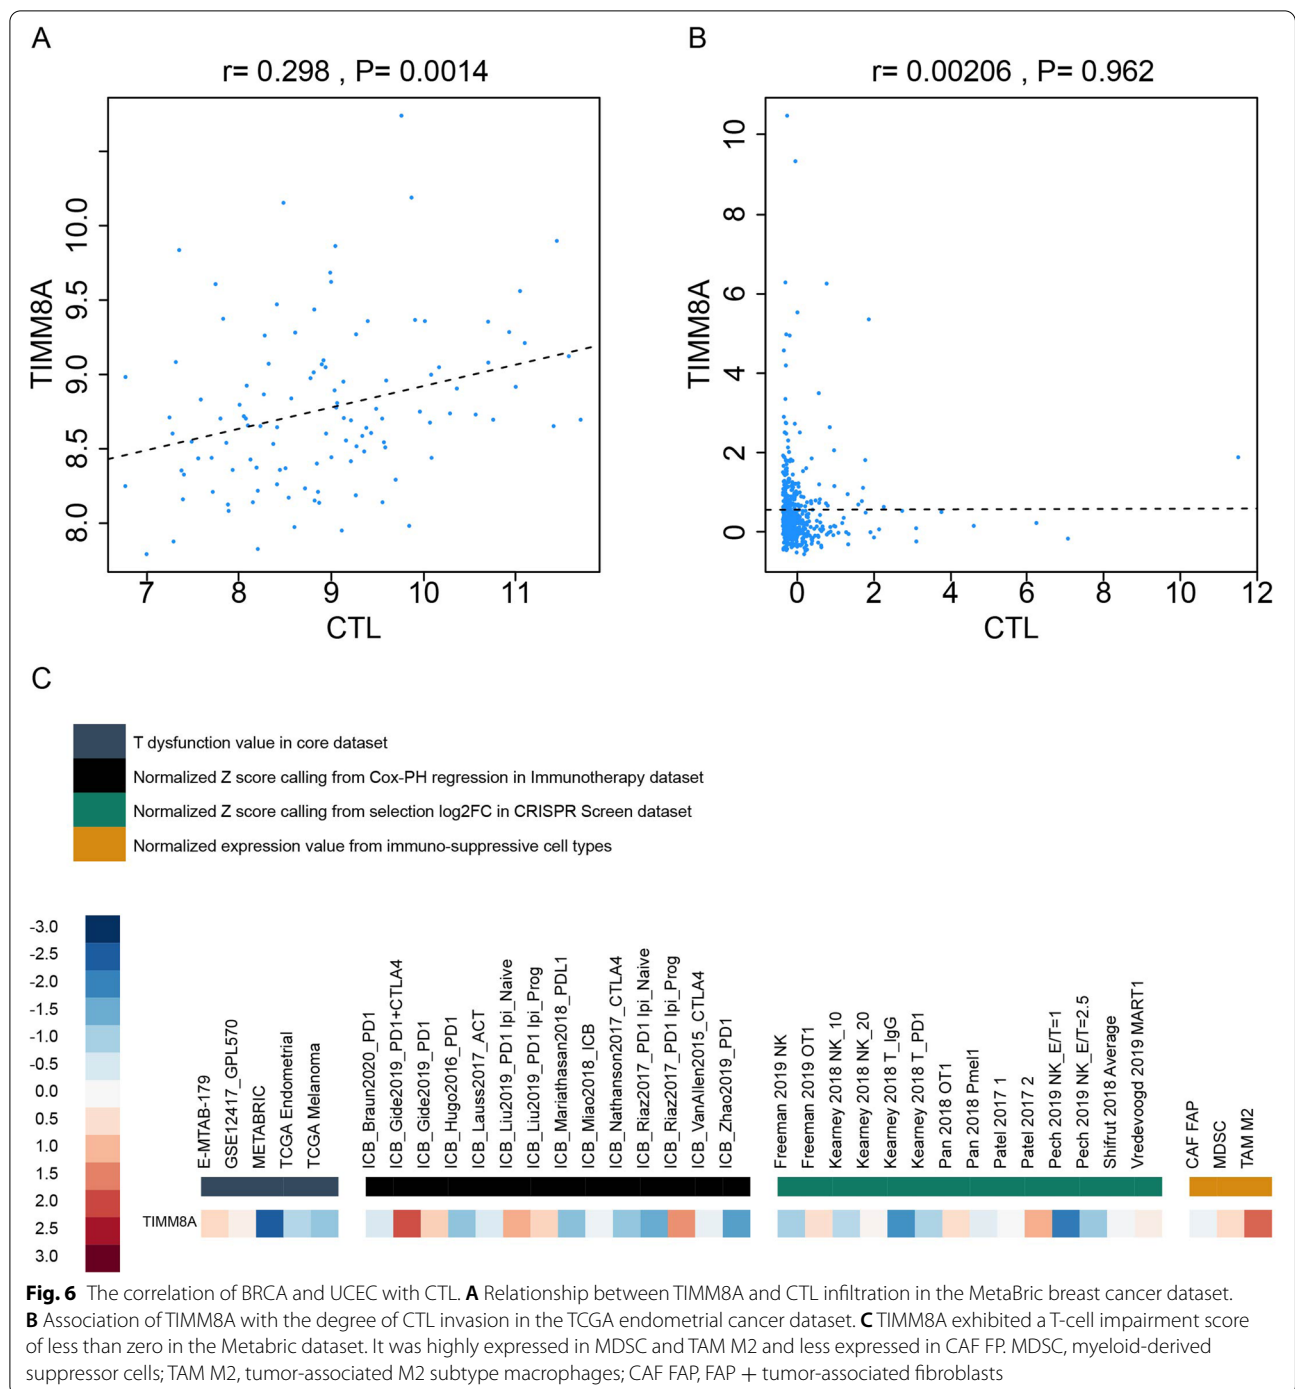 A
r= 0.298 , P= 0.0014
TIMM8A
10.0
9.5
9.0
8.5
8.0
7 8 9 10 11
CTL
B
r= 0.00206 , P= 0.962
TIMM8A
10
8
6
4
2
0
0 2 4 6 8 10 12
CTL
C
T dysfunction value in core dataset
Normalized Z score calling from Cox-PH regression in Immunotherapy dataset
Normalized Z score calling from selection log2FC in CRISPR Screen dataset
Normalized expression value from immuno-suppressive cell types
-3.0
-2.5
-2.0
-1.5
-1.0
-0.5
0.0
0.5
1.0
1.5
2.0
2.5
3.0
E-MTAB-179
GSE12417_GPL570
METABRIC
TCGA Endometrial
TCGA Melanoma
ICB_Braun2020_PD1
ICB_Gide2019_PD1+CTLA4
ICB_Gide2019_PD1
ICB_Hugo2016_PD1
ICB_Lauss2017_ACT
ICB_Liu2019_PD1 Ipi_Naive
ICB_Liu2019_PD1 Ipi_Prog
ICB_Mariathasan2018_PDL1
ICB_Miao2018_ICB
ICB_Nathanson2017_CTLA4
ICB_Riaz2017_PD1 Ipi_Naive
ICB_Riaz2017_PD1 Ipi_Prog
ICB_VanAllen2015_CTLA4
ICB_Zhao2019_PD1
Freeman 2019 NK
Freeman 2019 OT1
Kearney 2018 NK_10
Kearney 2018 NK_20
Kearney 2018 T_IgG
Kearney 2018 T_PD1
Pan 2018 OT1
Pan 2018 Pmel1
Patel 2017 1
Patel 2017 2
Pech 2019 NK_E/T=1
Pech 2019 NK_E/T=2.5
Shifrut 2018 Average
Vredevoogd 2019 MART1
CAF FAP
MDSC
TAM M2
TIMM8A
Fig. 6 The correlation of BRCA and UCEC with CTL. A Relationship between TIMM8A and CTL infiltration in the MetaBric breast cancer dataset.
B Association of TIMM8A with the degree of CTL invasion in the TCGA endometrial cancer dataset. C TIMM8A exhibited a T-cell impairment score
of less than zero in the Metabric dataset. It was highly expressed in MDSC and TAM M2 and less expressed in CAF FP. MDSC, myeloid-derived
suppressor cells; TAM M2, tumor-associated M2 subtype macrophages; CAF FAP, FAP + tumor-associated fibroblasts